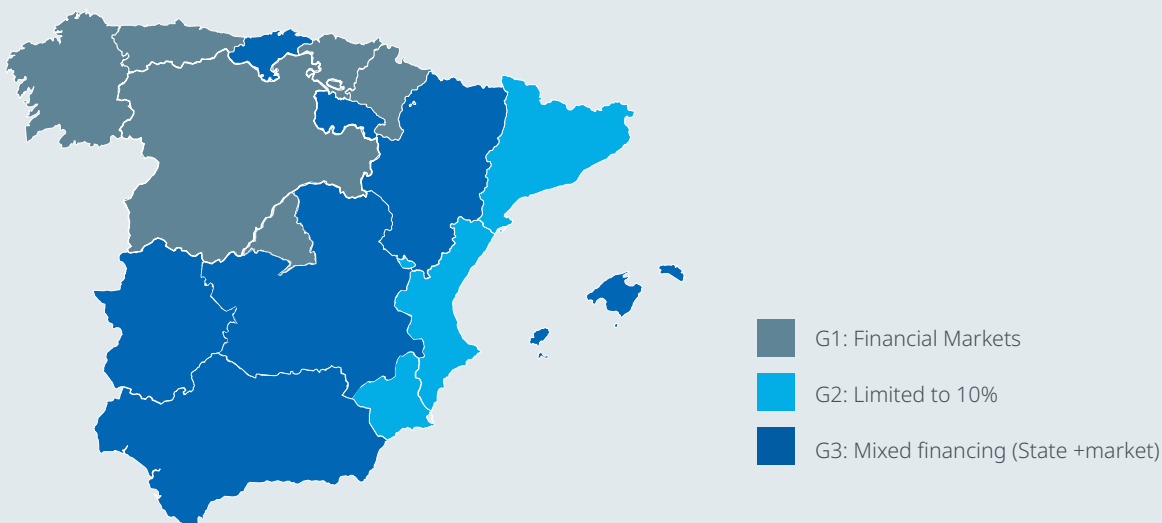 G1: Financial Markets
G2: Limited to 10%
G3: Mixed financing (State +market)